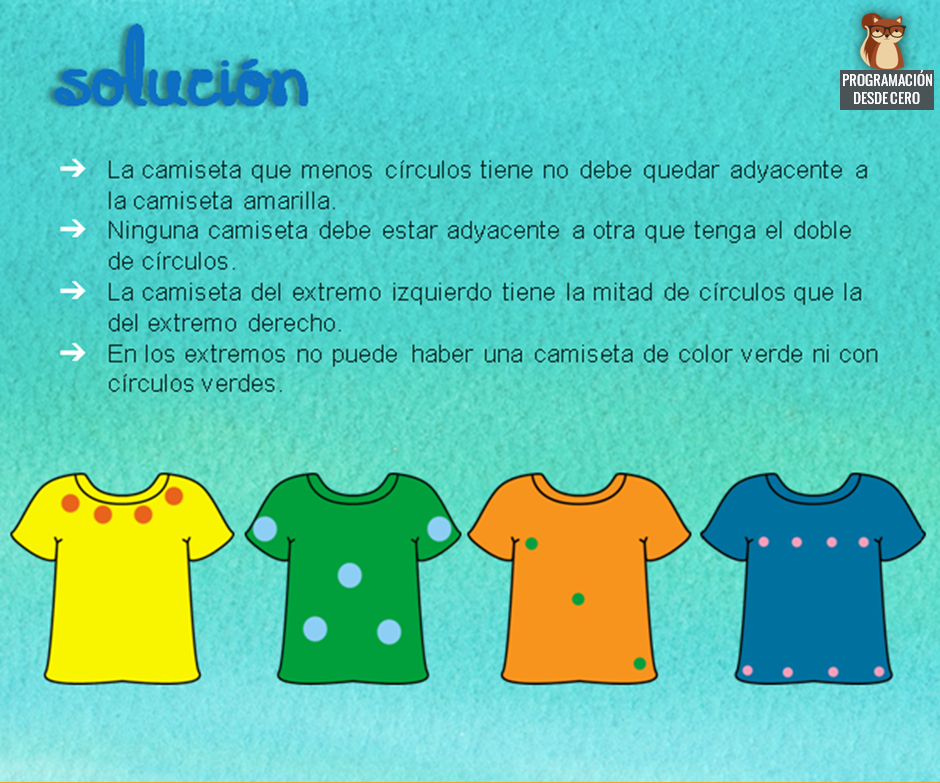 solución
PROGRAMACIÓN
DESDE CERO
➔ La camiseta que menos círculos tiene no debe quedar adyacente a
la camiseta amarilla.
➔ Ninguna camiseta debe estar adyacente a otra que tenga el doble
de círculos.
➔ La camiseta del extremo izquierdo tiene la mitad de círculos que la
del extremo derecho.
➔ En los extremos no puede haber una camiseta de color verde ni con
círculos verdes.